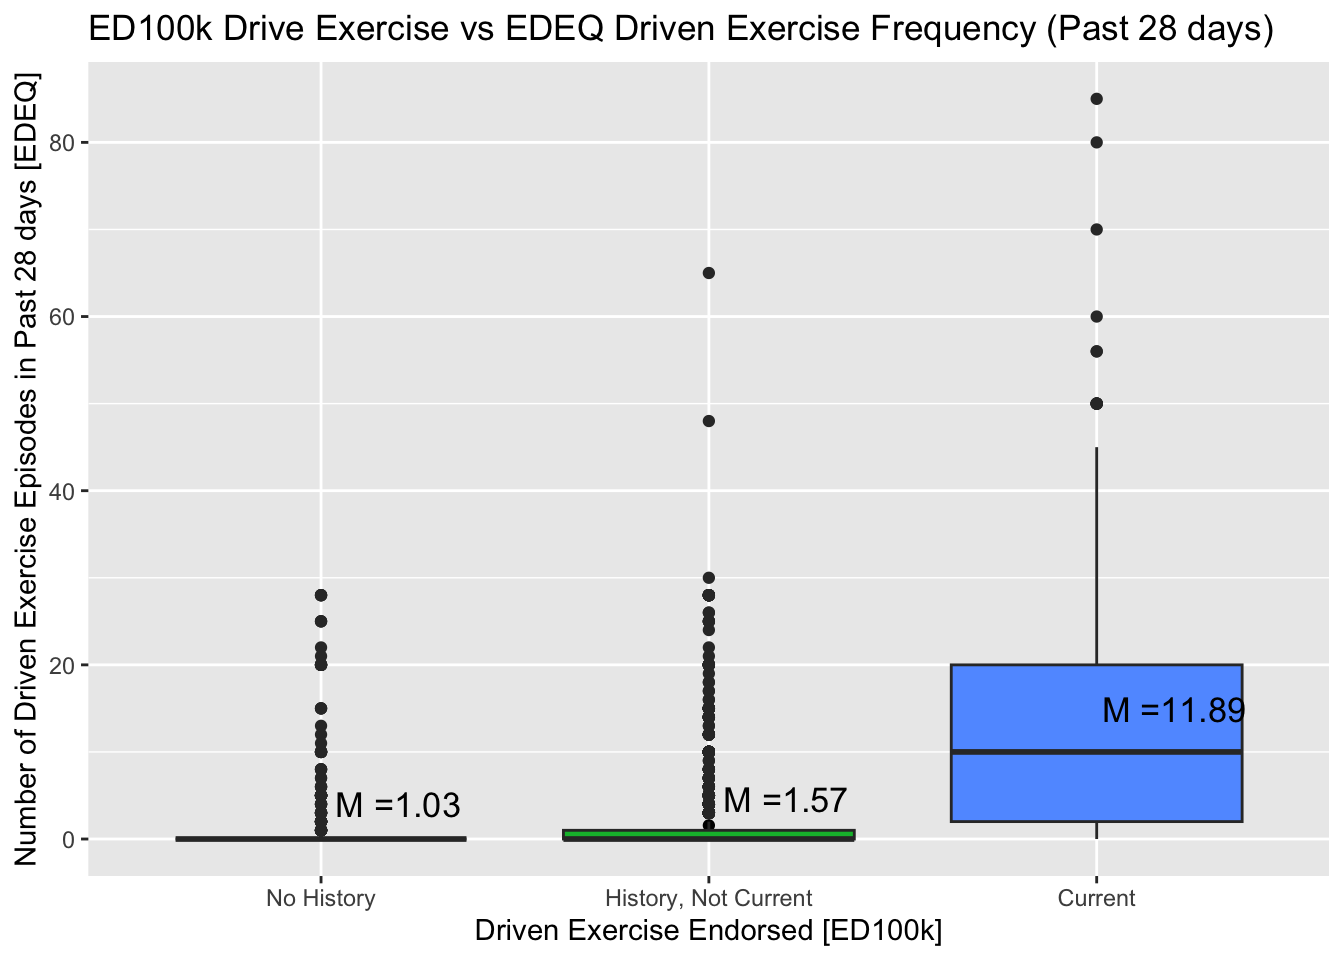 ED100k Drive Exercise vs EDEQ Driven Exercise Frequency (Past 28 days)
Number of Driven Exercise Episodes in Past 28 days [EDEQ]
80
60
40
20
0
M =1.03
M =1.57
M =11.89
No History
History, Not Current
Current
Driven Exercise Endorsed [ED100k]